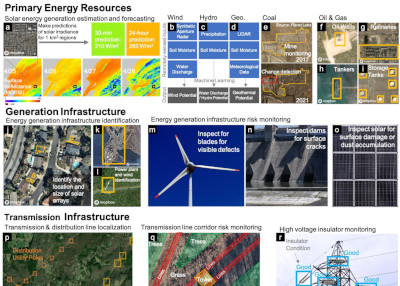 Primary Energy Resources
Solar energy generation estimation and forecasting
Wind
Hydro
Geo.
Coal
Oil & Gas
a
Make predictions
of solar irradiance
for 1 km² regions
30-min
prediction
210 W/m²
24-hour
prediction
283 W/m²
4/25
4/26
4/27
4/28
b
Synthetic
Aperture
Radar
c
Precipitation
d
LiDAR
Soil Moisture
Soil Moisture
Soil Moisture
Water
Discharge
Meteorological
Data
Machine Learning
Wind Potential
Water Discharge
/ Hydro Potential
Geothermal
Potential
e
Mine
monitoring
2017
Change detection
2021
f
Oil Wells
g
Refineries
h
Tankers
i
Storage
Tanks
Generation Infrastructure
Energy generation infrastructure identification
Energy generation infrastructure risk monitoring
j
Identify the
location and
size of solar
arrays
k
l
Power plant and
wind
identification
m
Inspect for
blades for
visible defects
n
Inspect dams for
surface
cracks
o
Inspect solar for
surface damage or
dust accumulation
Transmission Infrastructure
Transmission & distribution line localization
Transmission line corridor risk monitoring
High voltage insulator monitoring
p
Distribution
Utility Poles
q
Trees
Trees
Lines
Grass
Tower
Lines
r
Insulator
Condition
Good
Good
Good
Good